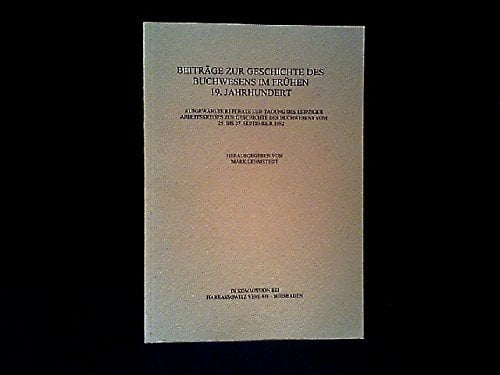 BEITRÄGE ZUR GESCHICHTE DES
BUCHWESENS IM FRÜHEN
19. JAHRHUNDERT
AUSGEWÄHLTE REFERATE DER TAGUNG DES LEIPZIGER
ARBEITSKREISES ZUR GESCHICHTE DES BUCHWESENS VOM
25. BIS 27. SEPTEMBER 1992
HERAUSGEGEBEN VON
MARK LEHMSTEDT
IN KOMMISSION BEI
HARRASSOWITZ VERLAG - WIESBADEN